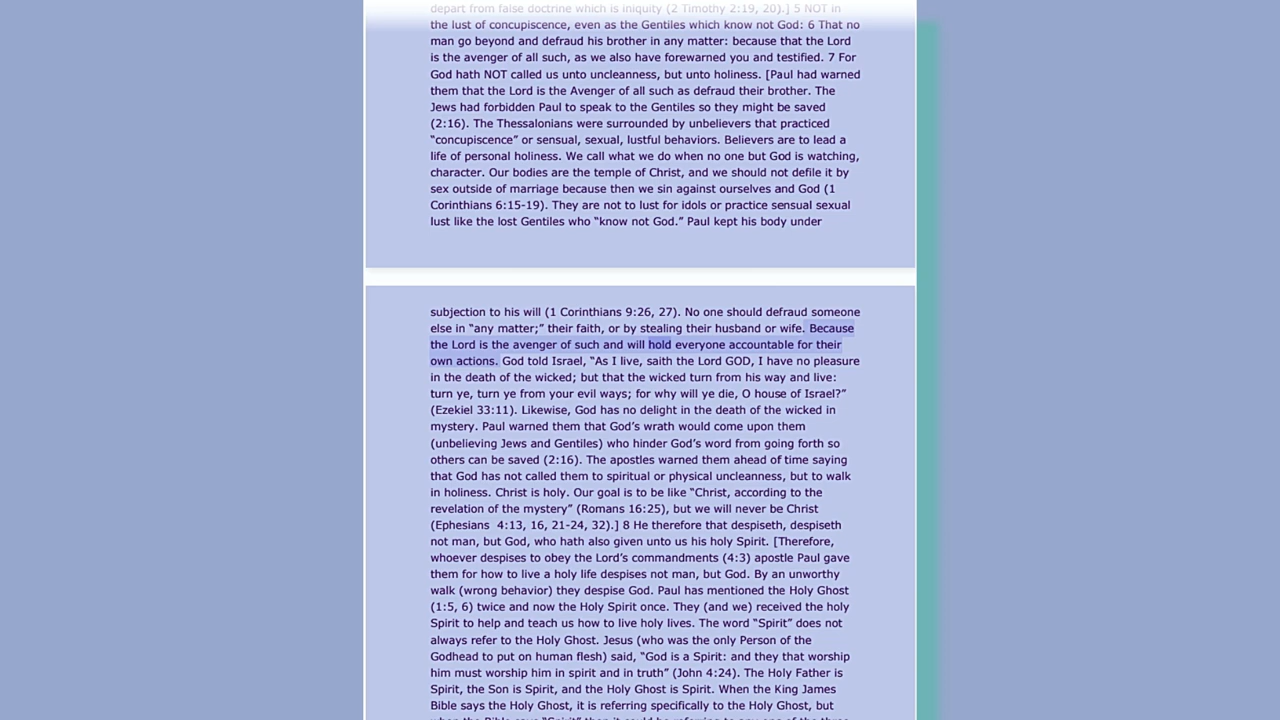 depart from false doctrine which is iniquity (2 Timothy 2:19, 20).] 5 NOT in
the lust of concupiscence, even as the Gentiles which know not God: 6 That no
man go beyond and defraud his brother in any matter: because that the Lord
is the avenger of all such, as we also have forewarned you and testified. 7 For
God hath NOT called us unto uncleanness, but unto holiness. [Paul had warned
them that the Lord is the Avenger of all such as defraud their brother. The
Jews had forbidden Paul to speak to the Gentiles so they might be saved
(2:16). The Thessalonians were surrounded by unbelievers that practiced
“concupiscence” or sensual, sexual, lustful behaviors. Believers are to lead a
life of personal holiness. We call what we do when no one but God is watching,
character. Our bodies are the temple of Christ, and we should not defile it by
sex outside of marriage because then we sin against ourselves and God (1
Corinthians 6:15-19). They are not to lust for idols or practice sensual sexual
lust like the lost Gentiles who “know not God.” Paul kept his body under
subjection to his will (1 Corinthians 9:26, 27). No one should defraud someone
else in “any matter;” their faith, or by stealing their husband or wife. Because
the Lord is the avenger of such and will hold everyone accountable for their
own actions. God told Israel, “As I live, saith the Lord GOD, I have no pleasure
in the death of the wicked; but that the wicked turn from his way and live:
turn ye, turn ye from your evil ways; for why will ye die, O house of Israel?”
(Ezekiel 33:11). Likewise, God has no delight in the death of the wicked in
mystery. Paul warned them that God’s wrath would come upon them
(unbelieving Jews and Gentiles) who hinder God’s word from going forth so
others can be saved (2:16). The apostles warned them ahead of time saying
that God has not called them to spiritual or physical uncleanness, but to walk
in holiness. Christ is holy. Our goal is to be like “Christ, according to the
revelation of the mystery” (Romans 16:25), but we will never be Christ
(Ephesians  4:13, 16, 21-24, 32).] 8 He therefore that despiseth, despiseth
not man, but God, who hath also given unto us his holy Spirit. [Therefore,
whoever despises to obey the Lord’s commandments (4:3) apostle Paul gave
them for how to live a holy life despises not man, but God. By an unworthy
walk (wrong behavior) they despise God. Paul has mentioned the Holy Ghost
(1:5, 6) twice and now the Holy Spirit once. They (and we) received the holy
Spirit to help and teach us how to live holy lives. The word “Spirit” does not
always refer to the Holy Ghost. Jesus (who was the only Person of the
Godhead to put on human flesh) said, “God is a Spirit: and they that worship
him must worship him in spirit and in truth” (John 4:24). The Holy Father is
Spirit, the Son is Spirit, and the Holy Ghost is Spirit. When the King James
Bible says the Holy Ghost, it is referring specifically to the Holy Ghost, but